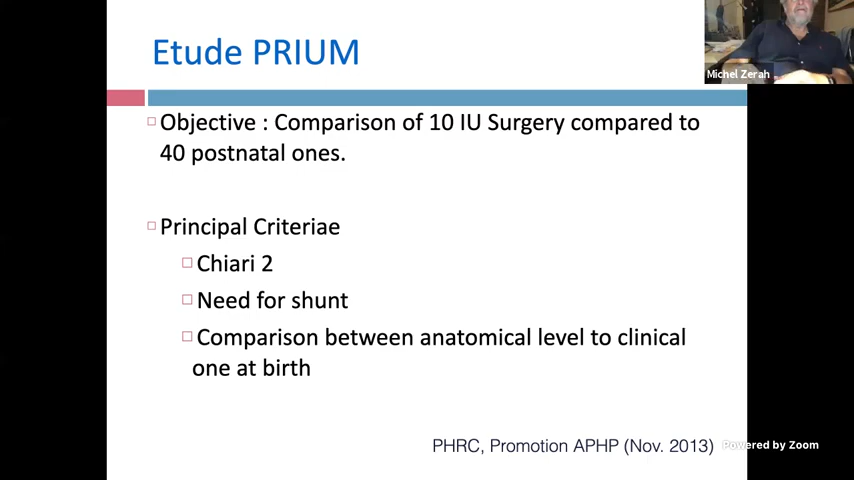 Etude PRIUM
Michel Zerah
Objective : Comparison of 10 IU Surgery compared to
40 postnatal ones.
Principal Criteriae
Chiari 2
Need for shunt
Comparison between anatomical level to clinical
one at birth
PHRC, Promotion APHP (Nov. 2013)
Powered by Zoom